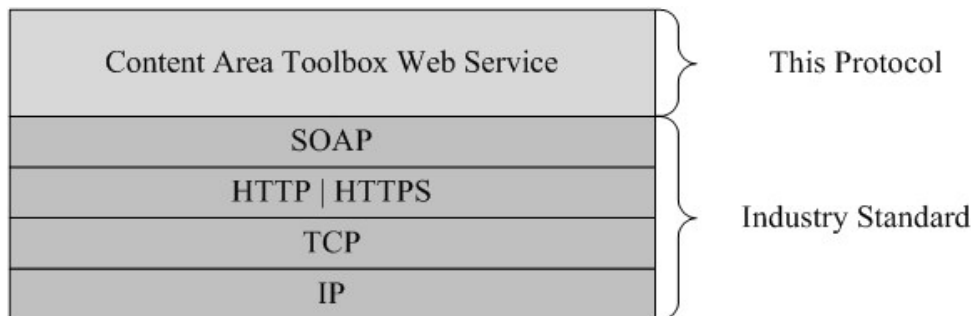 Content Area Toolbox Web Service
This Protocol
SOAP
HTTP | HTTPS
TCP
IP
Industry Standard